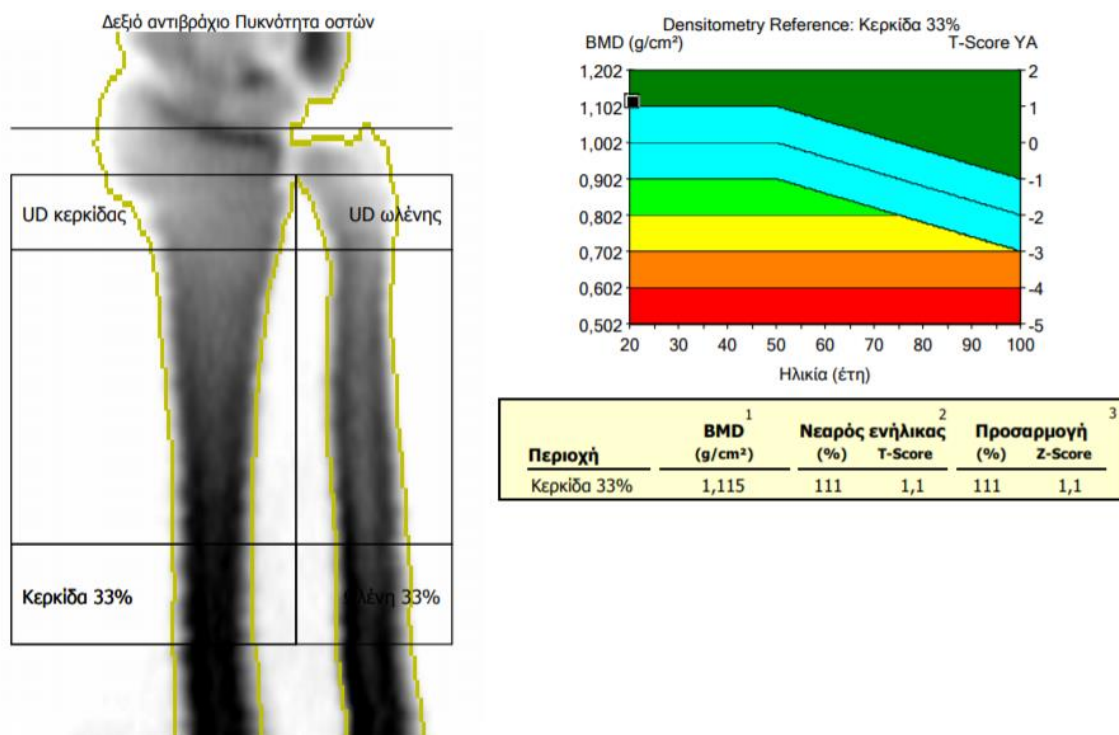 Δεξιό αντιβράχιο Πυκνότητα οστών
UD κερκίδας
UD ωλένης
Κερκίδα 33%
Ωλένη 33%
Densitometry Reference: Κερκίδα 33%
BMD (g/cm²)
T-Score YA
1,202
1,102
1,002
0,902
0,802
0,702
0,602
0,502
2
1
0
-1
-2
-3
-4
-5
20 30 40 50 60 70 80 90 100
Ηλικία (έτη)
1 2 3
BMD Νεαρός ενήλικας Προσαρμογή
Περιοχή (g/cm²) (%) T-Score (%) Z-Score
Κερκίδα 33% 1,115 111 1,1 111 1,1